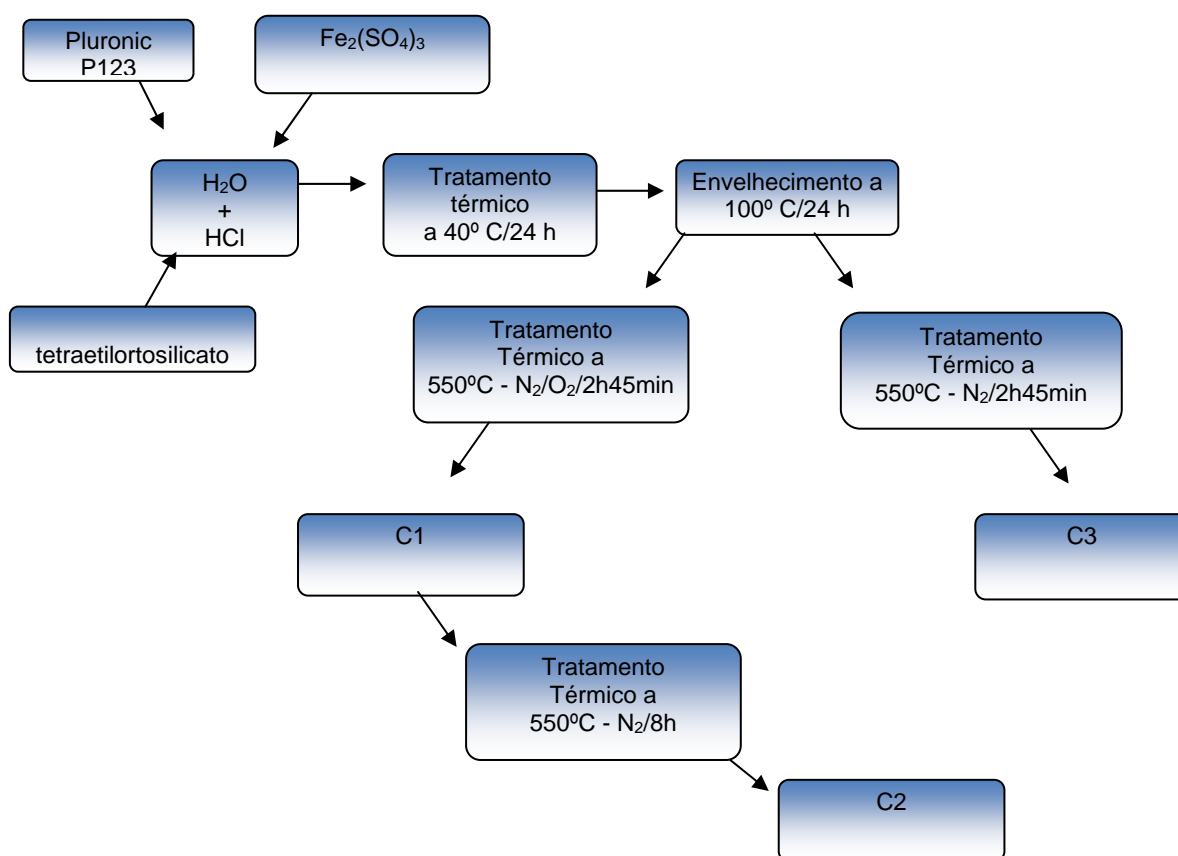 Pluronic
P123
Fe₂(SO₄)₃
H₂O
+
HCl
Tratamento
térmico
a 40º C/24 h
Envelhecimento a
100º C/24 h
tetraetilortosilicato
Tratamento
Térmico a
550ºC - N₂/O₂/2h45min
Tratamento
Térmico a
550ºC - N₂/2h45min
C1
C3
Tratamento
Térmico a
550ºC - N₂/8h
C2